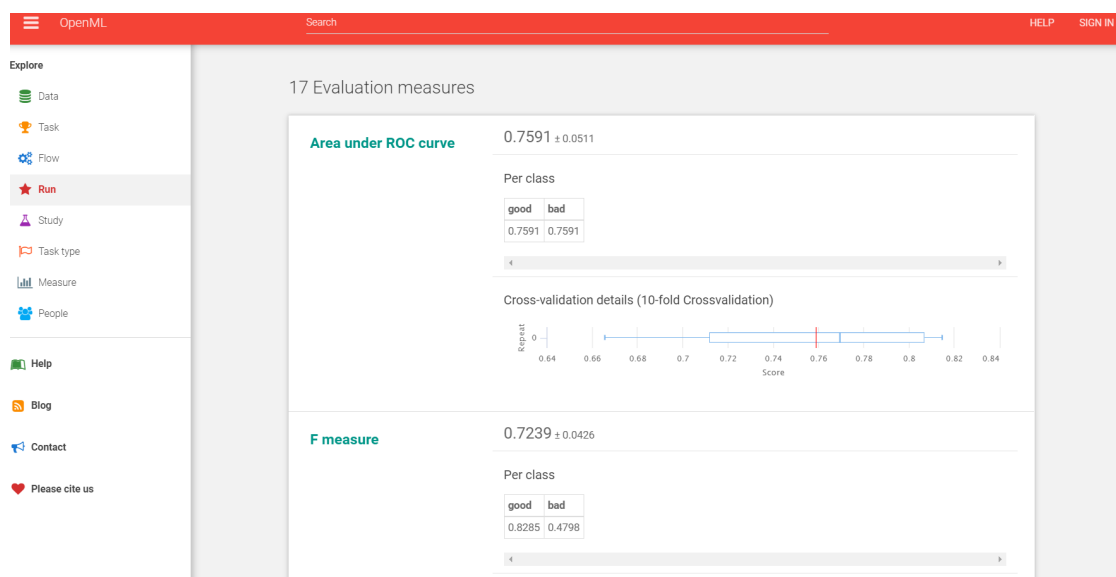 OpenML
Search
HELP SIGN IN
Explore
Data
Task
Flow
Run
Study
Task type
Measure
People
Help
Blog
Contact
Please cite us
17 Evaluation measures
Area under ROC curve
0.7591 ± 0.0511
Per class
good bad
0.7591 0.7591
Cross-validation details (10-fold Crossvalidation)
Repeat
0
0.64 0.66 0.68 0.7 0.72 0.74 0.76 0.78 0.8 0.82 0.84
Score
F measure
0.7239 ± 0.0426
Per class
good bad
0.8285 0.4798